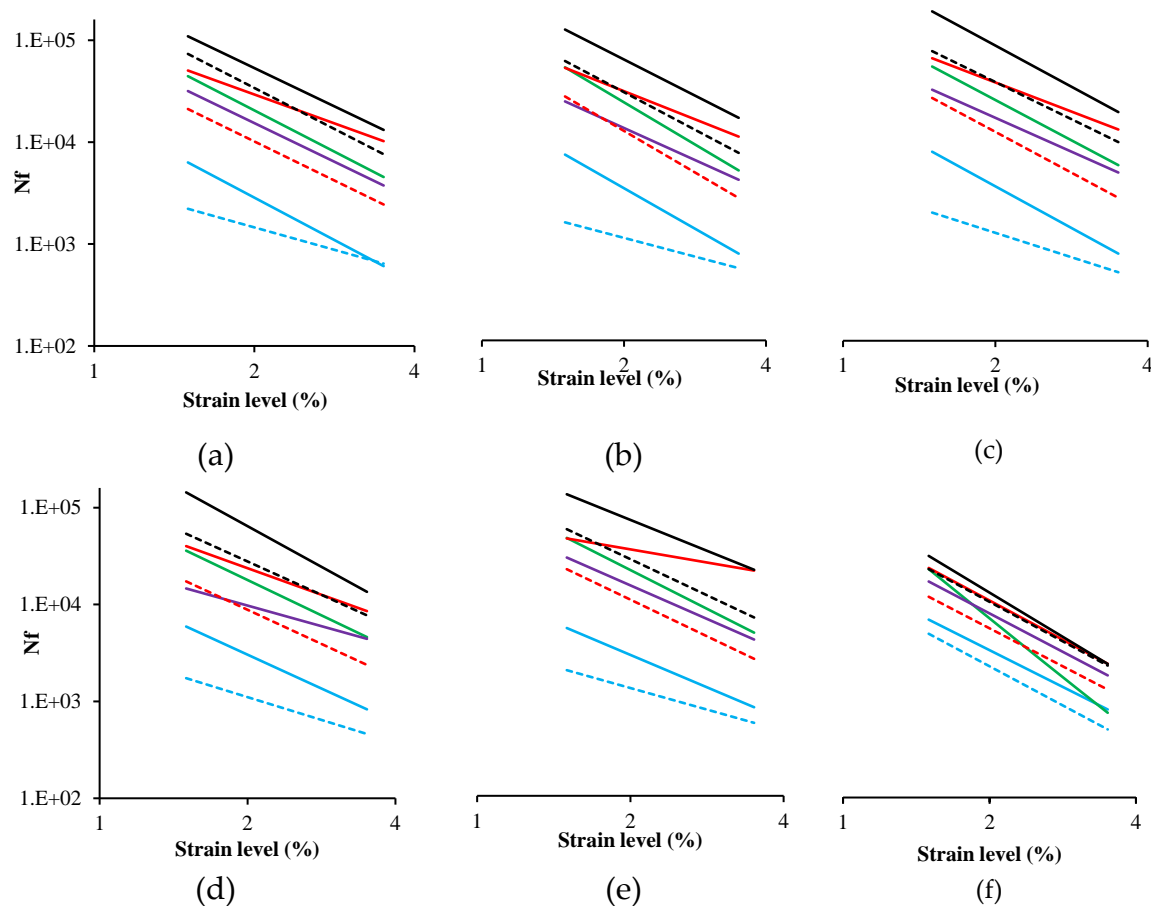 1.E+05
1.E+04
1.E+03
1.E+02
Nf
1 2 4
Strain level (%)
(a)
1 2 4
Strain level (%)
(b)
1 2 4
Strain level (%)
(c)
1.E+05
1.E+04
1.E+03
1.E+02
Nf
1 2 4
Strain level (%)
(d)
1 2 4
Strain level (%)
(e)
1 2 4
Strain level (%)
(f)